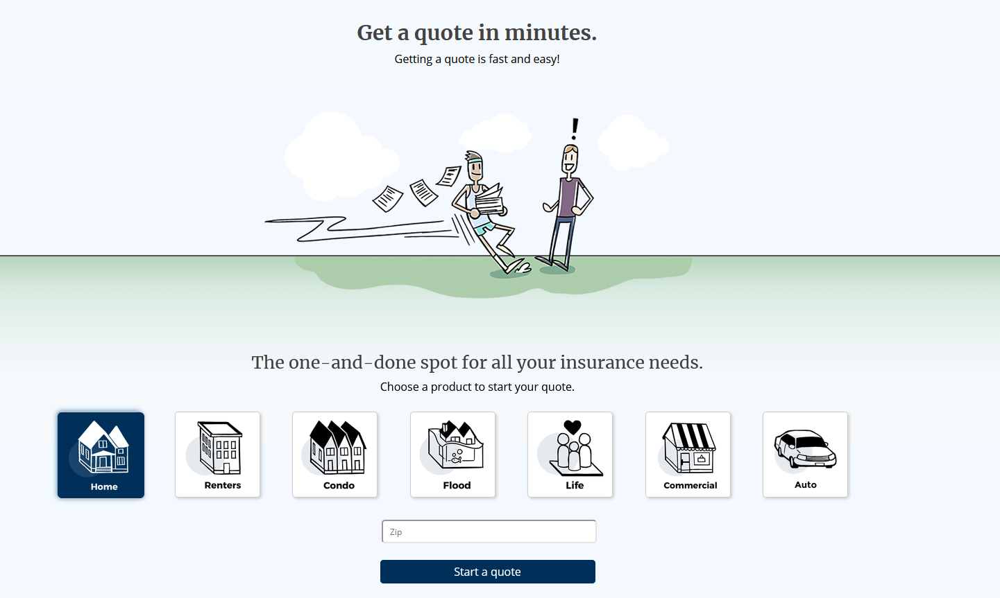 Get a quote in minutes.
Getting a quote is fast and easy!
!
The one-and-done spot for all your insurance needs.
Choose a product to start your quote.
Home
Renters
Condo
Flood
Life
Commercial
Auto
Zip
Start a quote